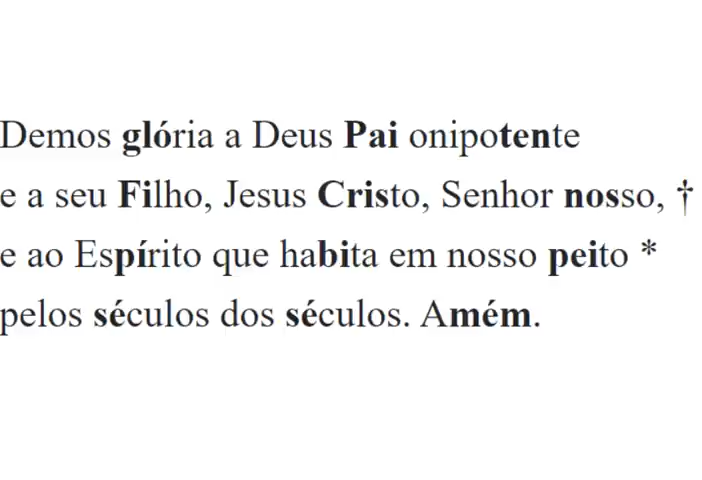 Demos glória a Deus Pai onipotente
e a seu Filho, Jesus Cristo, Senhor nosso, †
e ao Espírito que habita em nosso peito *
pelos séculos dos séculos. Amém.